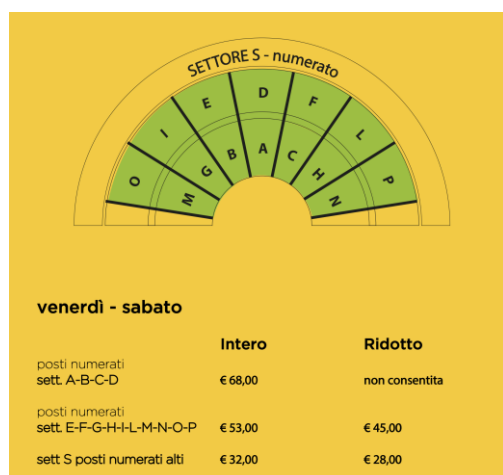 SETTORE S - numerato
O I E D F L P
M G B A C H N
venerdì - sabato
Intero Ridotto
posti numerati
sett. A-B-C-D € 68,00 non consentita
posti numerati
sett. E-F-G-H-I-L-M-N-O-P € 53,00 € 45,00
sett S posti numerati alti € 32,00 € 28,00